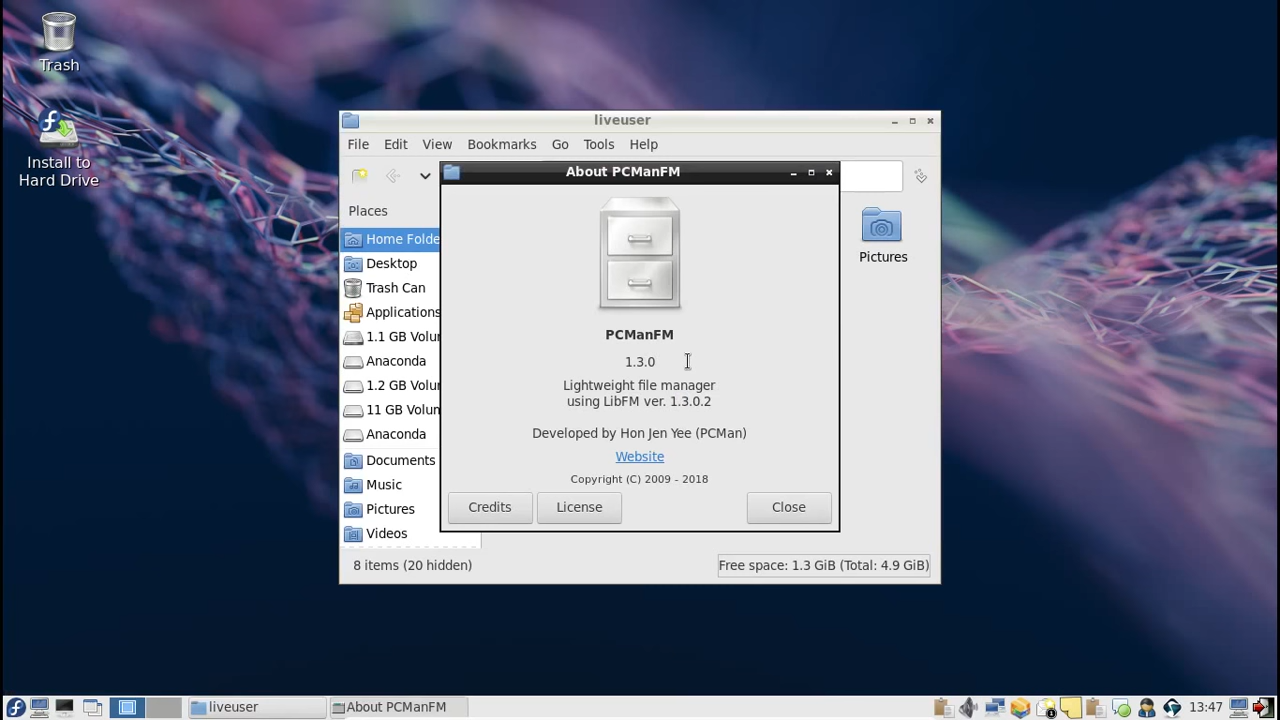 Trash
Install to
Hard Drive
liveuser
File Edit View Bookmarks Go Tools Help
About PCManFM
Places
Home Folde
Desktop
Trash Can
Applications
1.1 GB Volu
Anaconda
1.2 GB Volu
11 GB Volum
Anaconda
Documents
Music
Pictures
Videos
Pictures
PCManFM
1.3.0
Lightweight file manager
using LibFM ver. 1.3.0.2
Developed by Hon Jen Yee (PCMan)
Website
Copyright (C) 2009 - 2018
Credits License Close
8 items (20 hidden) Free space: 1.3 GiB (Total: 4.9 GiB)
liveuser About PCManFM 1 13:47